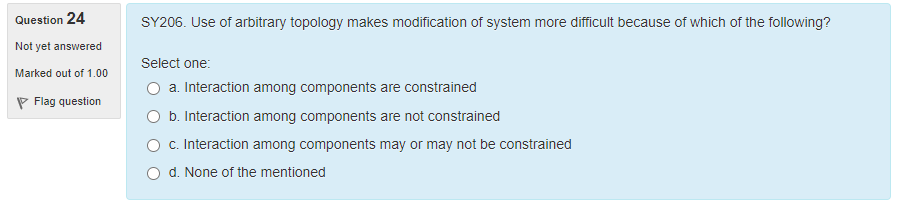 Question 24
Not yet answered
Marked out of 1.00
Flag question
SY206. Use of arbitrary topology makes modification of system more difficult because of which of the following?
Select one:
a. Interaction among components are constrained
b. Interaction among components are not constrained
c. Interaction among components may or may not be constrained
d. None of the mentioned